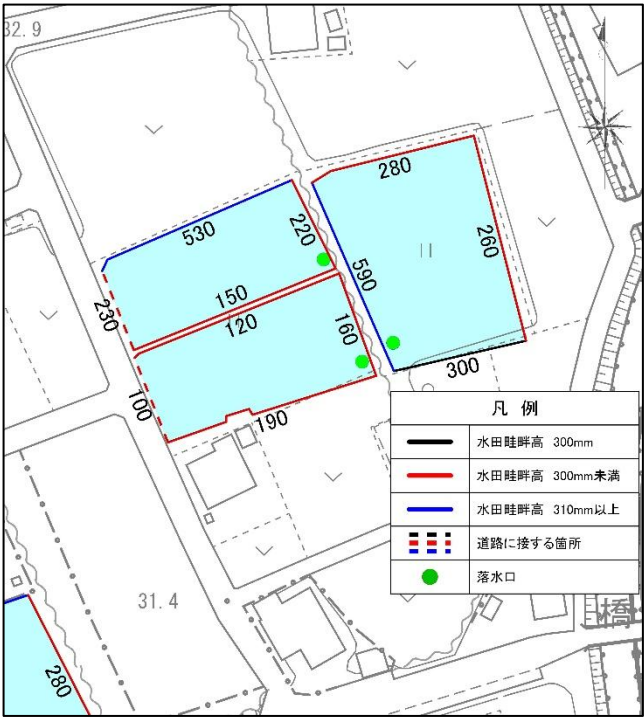 32.9
280
530
220
260
590
230
150
120
160
300
100
190
凡 例
水田畦畔高 300mm
水田畦畔高 300mm未満
水田畦畔高 310mm以上
道路に接する箇所
落水口
31.4
橋
280